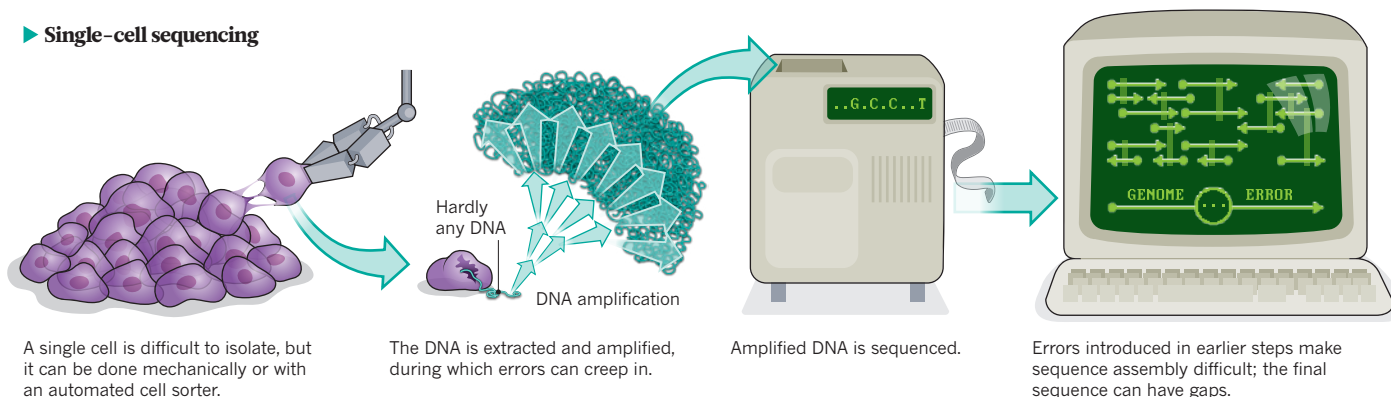 ▶ Single-cell sequencing
Hardly
any DNA
DNA amplification
..G.C.C..T
GENOME
...
ERROR
A single cell is difficult to isolate, but
it can be done mechanically or with
an automated cell sorter.
The DNA is extracted and amplified,
during which errors can creep in.
Amplified DNA is sequenced.
Errors introduced in earlier steps make
sequence assembly difficult; the final
sequence can have gaps.